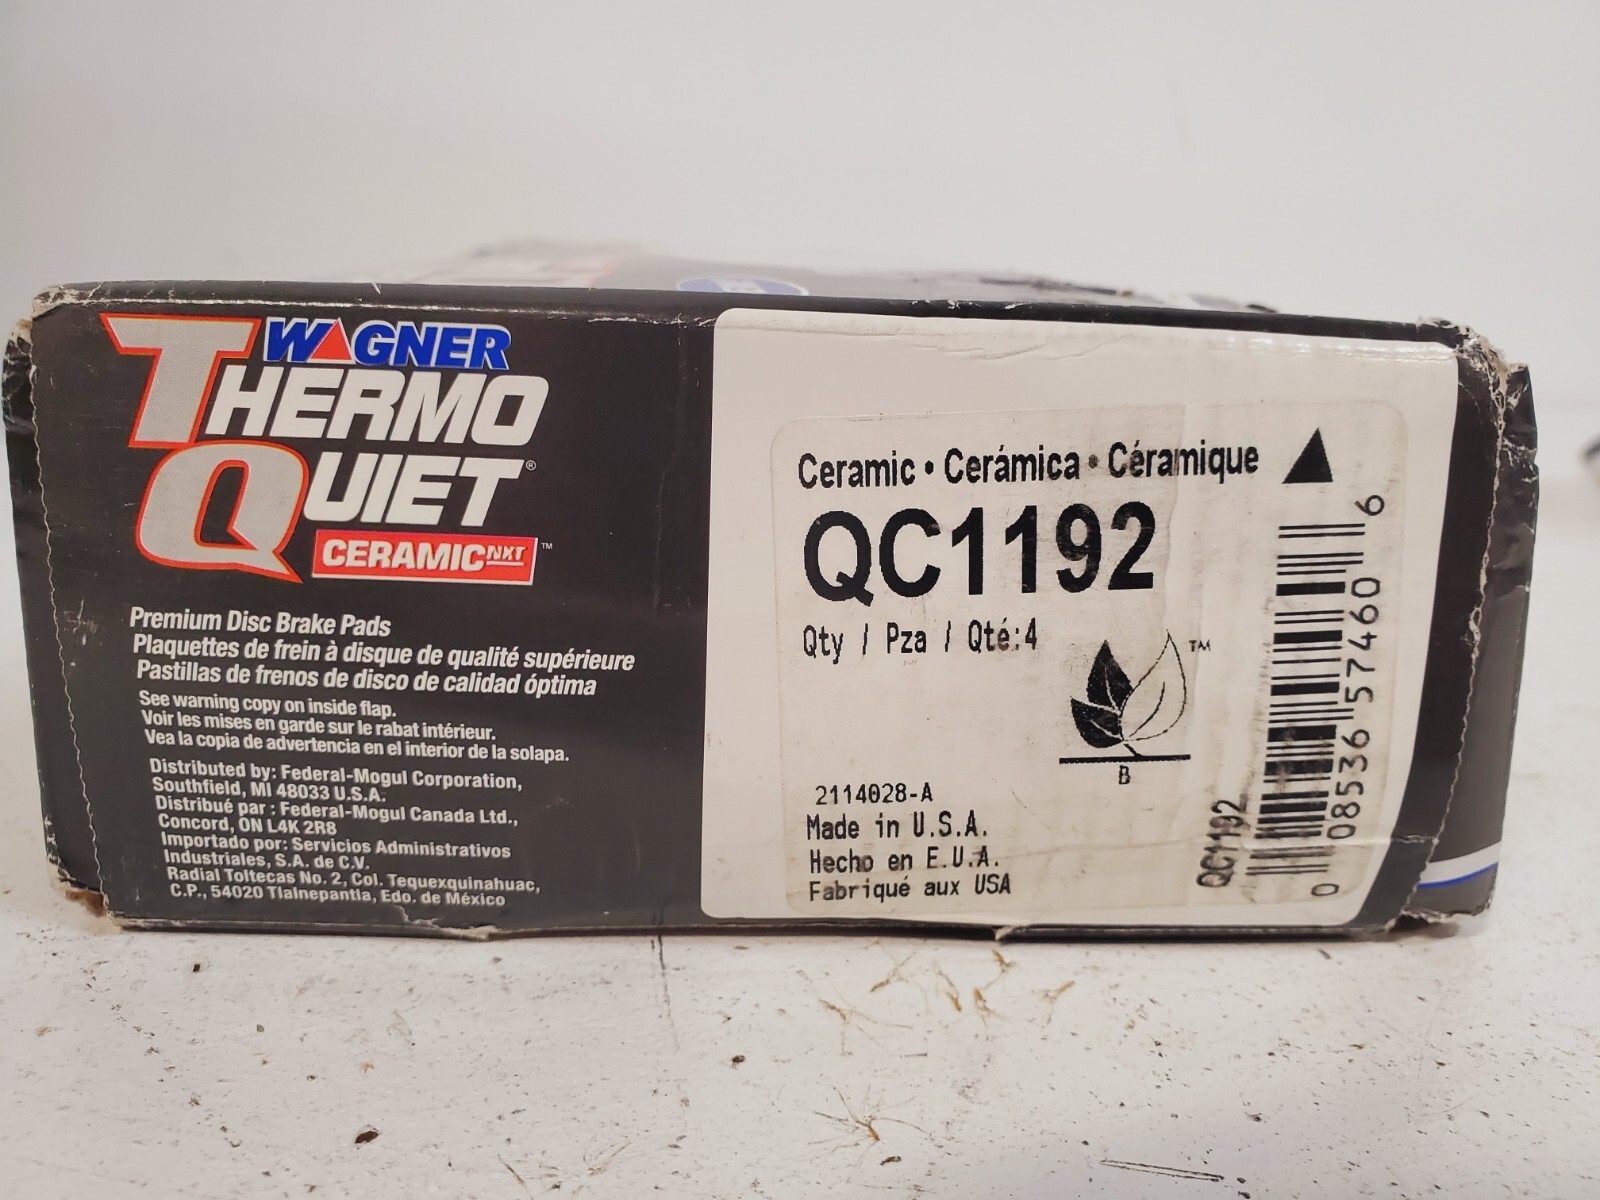 WAGNER
THERMO
QUIET®
CERAMIC NXT™
Premium Disc Brake Pads
Plaquettes de frein à disque de qualité supérieure
Pastillas de frenos de disco de calidad óptima
See warning copy on inside flap.
Voir les mises en garde sur le rabat intérieur.
Vea la copia de advertencia en el interior de la solapa.
Distributed by: Federal-Mogul Corporation,
Southfield, MI 48033 U.S.A.
Distribué par : Federal-Mogul Canada Ltd.,
Concord, ON L4K 2R8
Importado por: Servicios Administrativos
Industriales, S.A. de C.V.
Radial Toltecas No. 2, Col. Tequexquinahuac,
C.P., 54020 Tlalnepantla, Edo. de México
Ceramic • Cerámica • Céramique
QC1192
Qty / Pza / Qté:4
TM
B
2114028-A
Made in U.S.A.
Hecho en E.U.A.
Fabriqué aux USA
QC1192
0 08536 57460 6